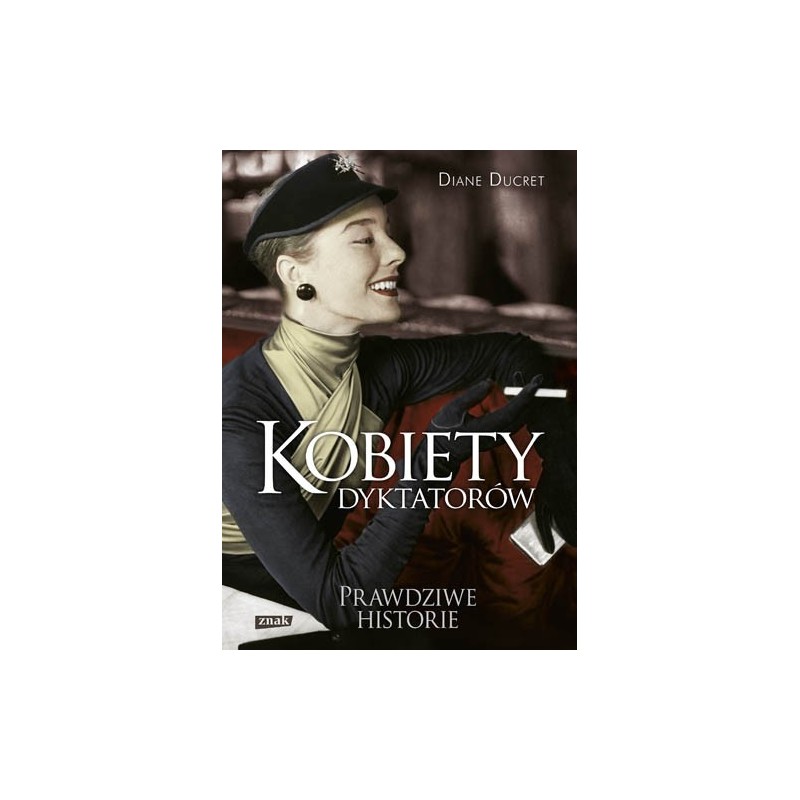 DIANE DUCRET
KOBIETY
DYKTATORÓW
PRAWDZIWE
HISTORIE
znak